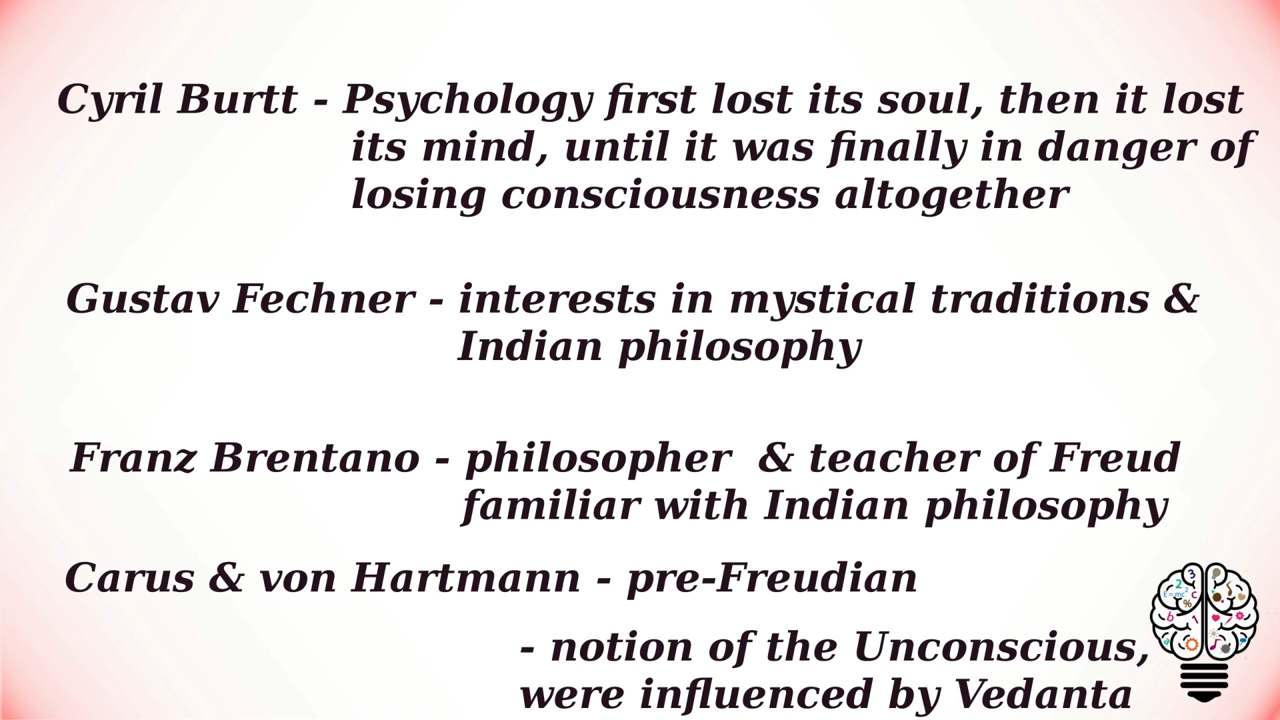 Cyril Burtt - Psychology first lost its soul, then it lost
its mind, until it was finally in danger of
losing consciousness altogether
Gustav Fechner - interests in mystical traditions &
Indian philosophy
Franz Brentano - philosopher & teacher of Freud
familiar with Indian philosophy
Carus & von Hartmann - pre-Freudian
- notion of the Unconscious,
were influenced by Vedanta